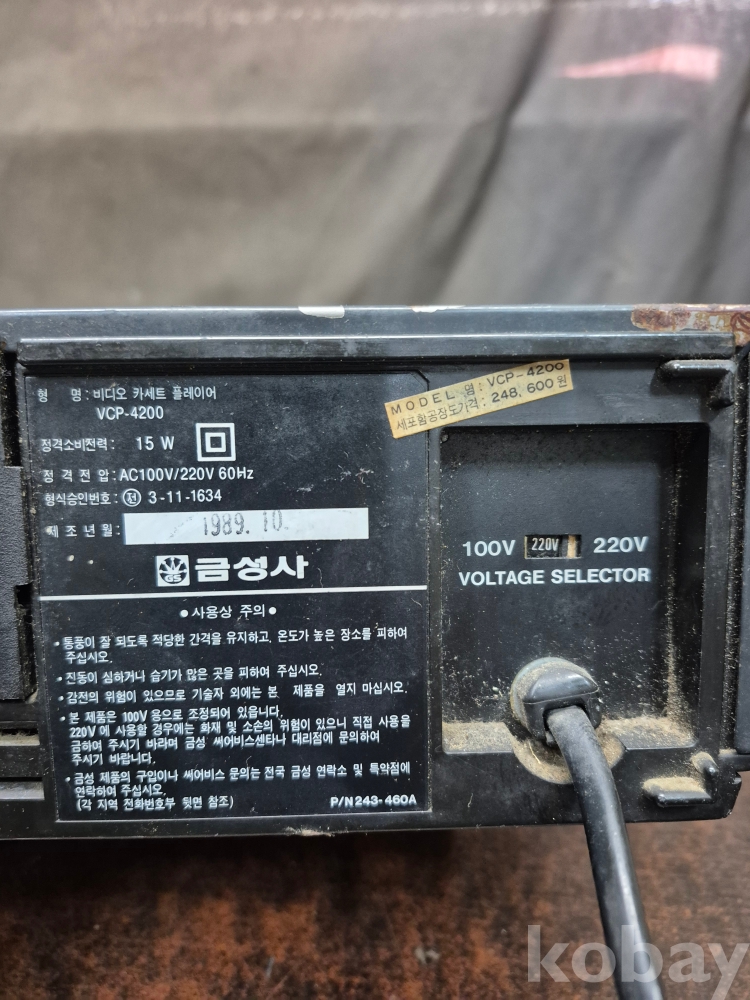 형 명 : 비디오 카세트 플레이어
VCP-4200
정격소비전력 : 15 W
정 격 전 압 : AC100V/220V 60Hz
형식승인번호 : 전 3-11-1634
제 조 년 월 : 1989. 10.
GS 금성사
● 사용상 주의 ●
• 통풍이 잘 되도록 적당한 간격을 유지하고, 온도가 높은 장소를 피하여
주십시오.
• 진동이 심하거나 습기가 많은 곳을 피하여 주십시오.
• 감전의 위험이 있으므로 기술자 외에는 본 제품을 열지 마십시오.
• 본 제품은 100V 용으로 조정되어 있읍니다.
220V 에 사용할 경우에는 화재 및 소손의 위험이 있으니 직접 사용을
금하여 주시기 바라며 금성 써어비스센타나 대리점에 문의하여
주시기 바랍니다.
• 금성 제품의 구입이나 써어비스 문의는 전국 금성 연락소 및 특약점에
연락하여 주십시오.
(각 지역 전화번호부 뒷면 참조)
P/N 243-460A
MODEL 명 : VCP-4200
세포함공장도가격 : 248,600원
100V 220V 220V
VOLTAGE SELECTOR
kobay